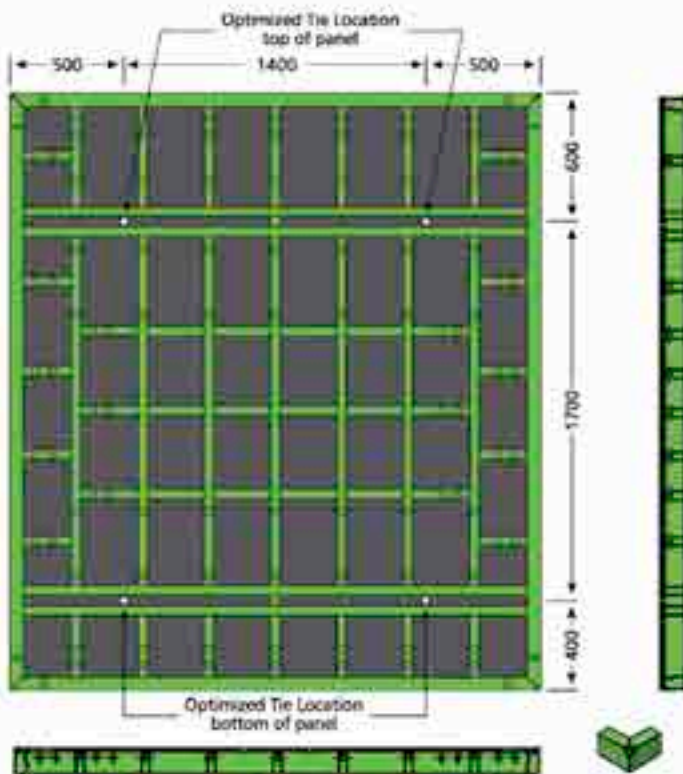 Optimized Tie Location
top of panel
500 1400 500
600
1700
400
Optimized Tie Location
bottom of panel